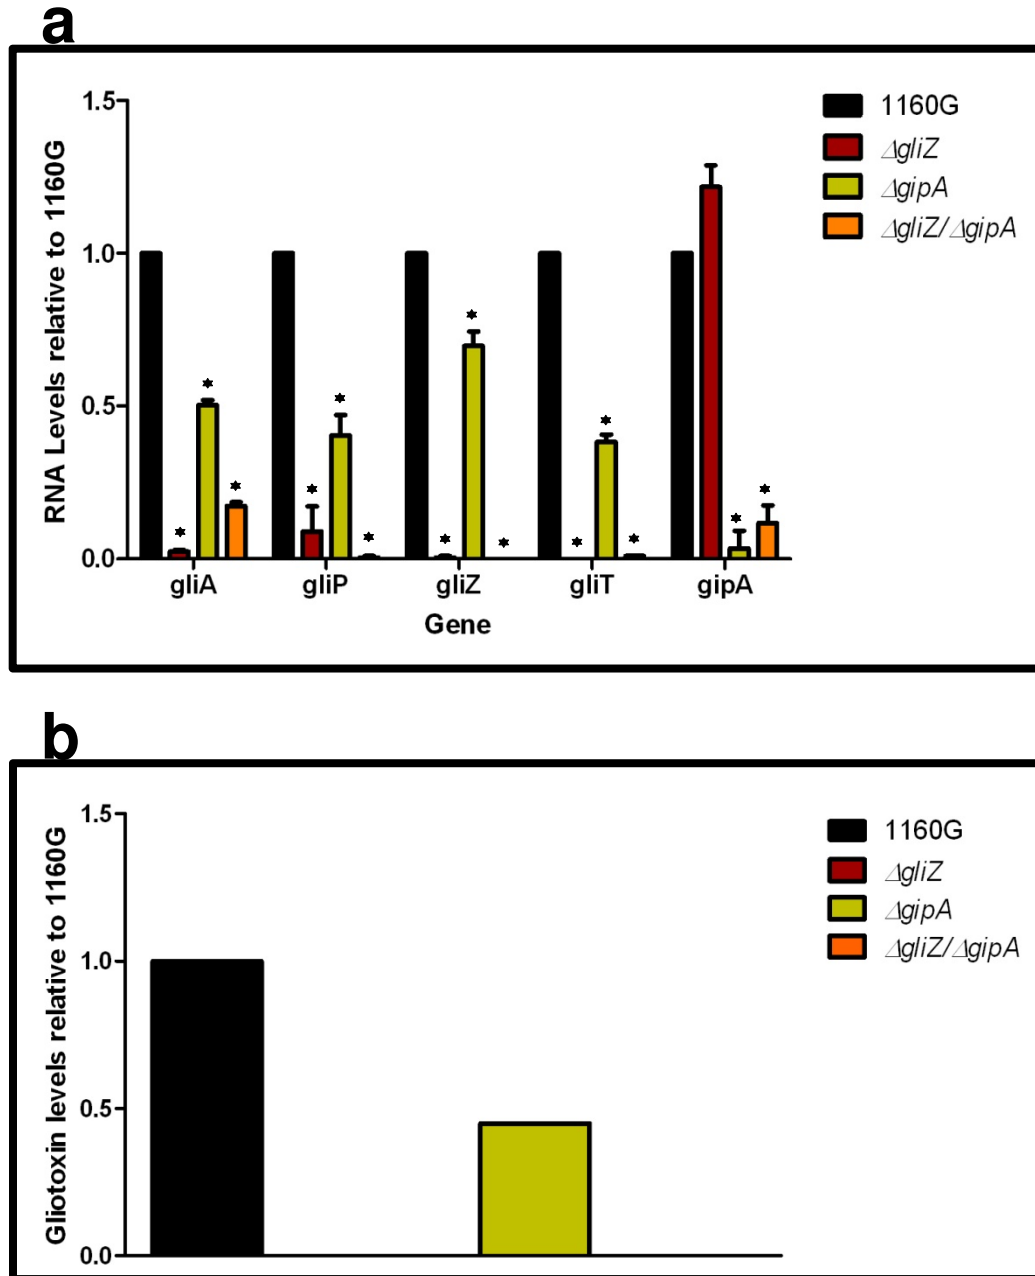 a
RNA Levels relative to 1160G
1.5
1.0
0.5
0.0
* * * * * * * * * * * * * *
gliA gliP gliZ gliT gipA
Gene
1160G
ΔgliZ
ΔgipA
ΔgliZ/ΔgipA
b
Gliotoxin levels relative to 1160G
1.5
1.0
0.5
0.0
1160G
ΔgliZ
ΔgipA
ΔgliZ/ΔgipA